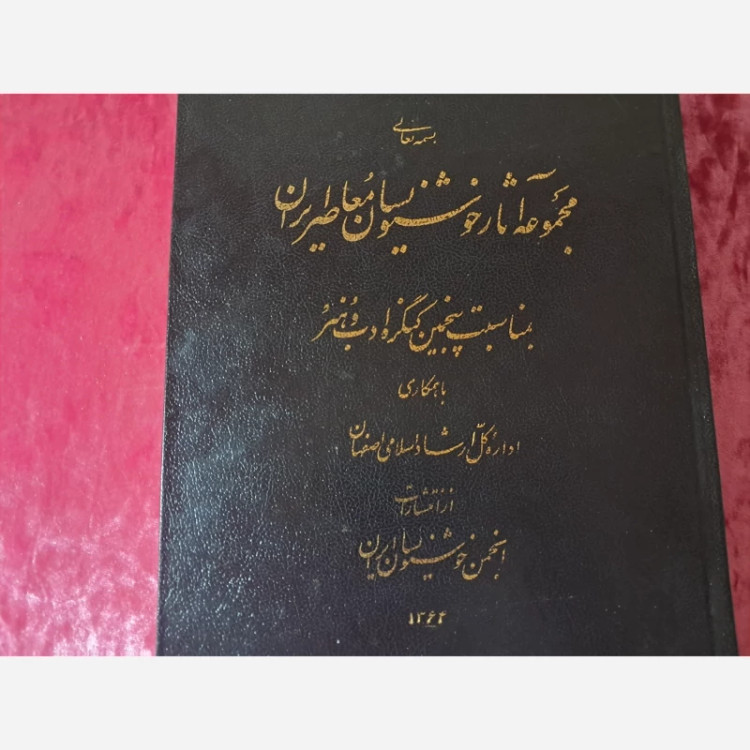 بسمه تعالی
مجموعه آثار خوشنویسان معاصر ایران
بمناسبت پنجمین کنگره ادب و هنر
با همکاری
اداره کل ارشاد اسلامی اصفهان
از انتشارات
انجمن خوشنویسان ایران
۱۳۶۴